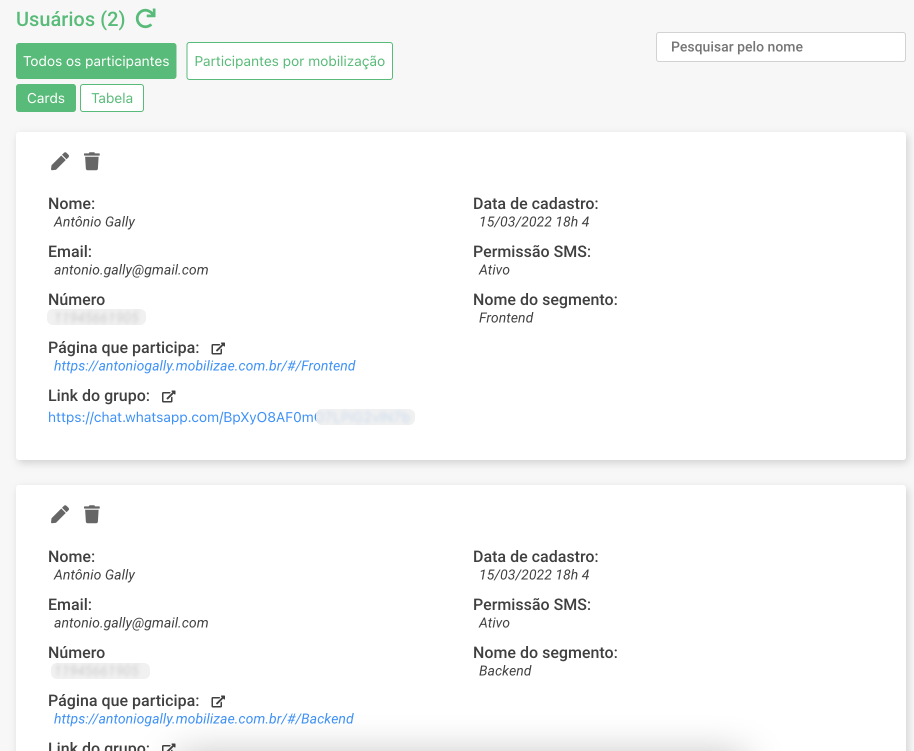 Usuários (2)
Todos os participantes
Participantes por mobilização
Pesquisar pelo nome
Cards
Tabela
Nome:
Antônio Gally
Data de cadastro:
15/03/2022 18h 4
Email:
antonio.gally@gmail.com
Permissão SMS:
Ativo
Número
Nome do segmento:
Frontend
Página que participa:
https://antoniogally.mobilizae.com.br/#/Frontend
Link do grupo:
https://chat.whatsapp.com/BpXyO8AF0m
Nome:
Antônio Gally
Data de cadastro:
15/03/2022 18h 4
Email:
antonio.gally@gmail.com
Permissão SMS:
Ativo
Número
Nome do segmento:
Backend
Página que participa:
https://antoniogally.mobilizae.com.br/#/Backend
Link do grupo: